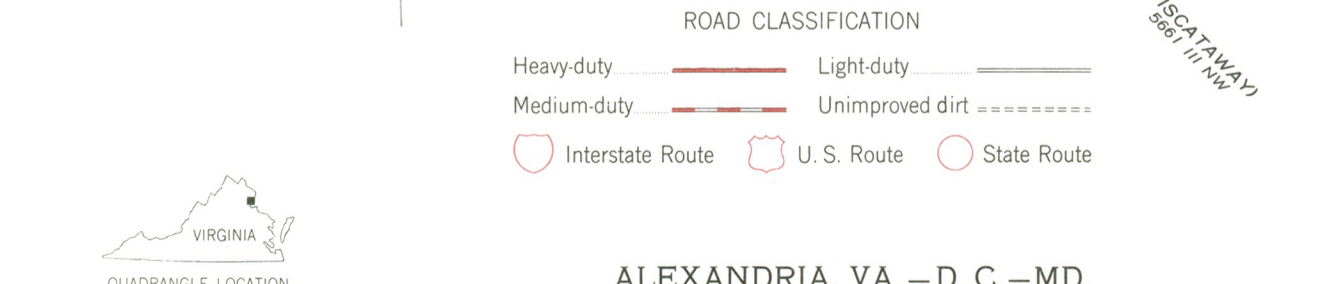 ROAD CLASSIFICATION
Heavy-duty
Light-duty
Medium-duty
Unimproved dirt
Interstate Route
U. S. Route
State Route
ISCATAWAY)
5661 III NW
VIRGINIA
QUADRANGLE LOCATION
ALEXANDRIA, VA.—D. C.—MD.